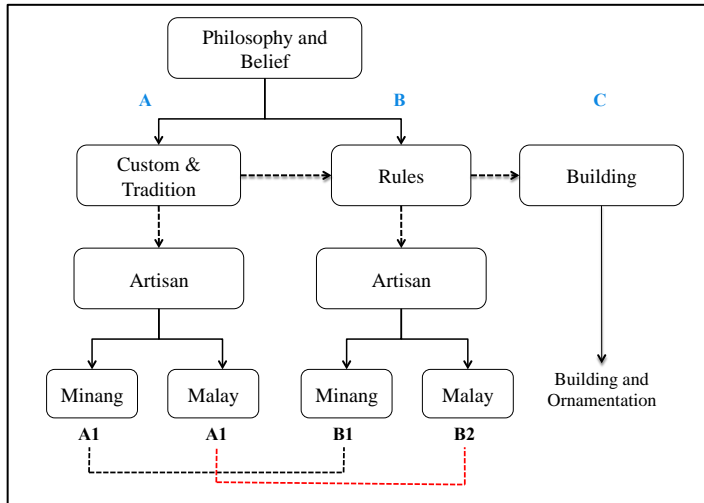 Philosophy and
Belief
A
B
C
Custom &
Tradition
Rules
Building
Artisan
Artisan
Minang
Malay
Minang
Malay
Building and
Ornamentation
A1
A1
B1
B2